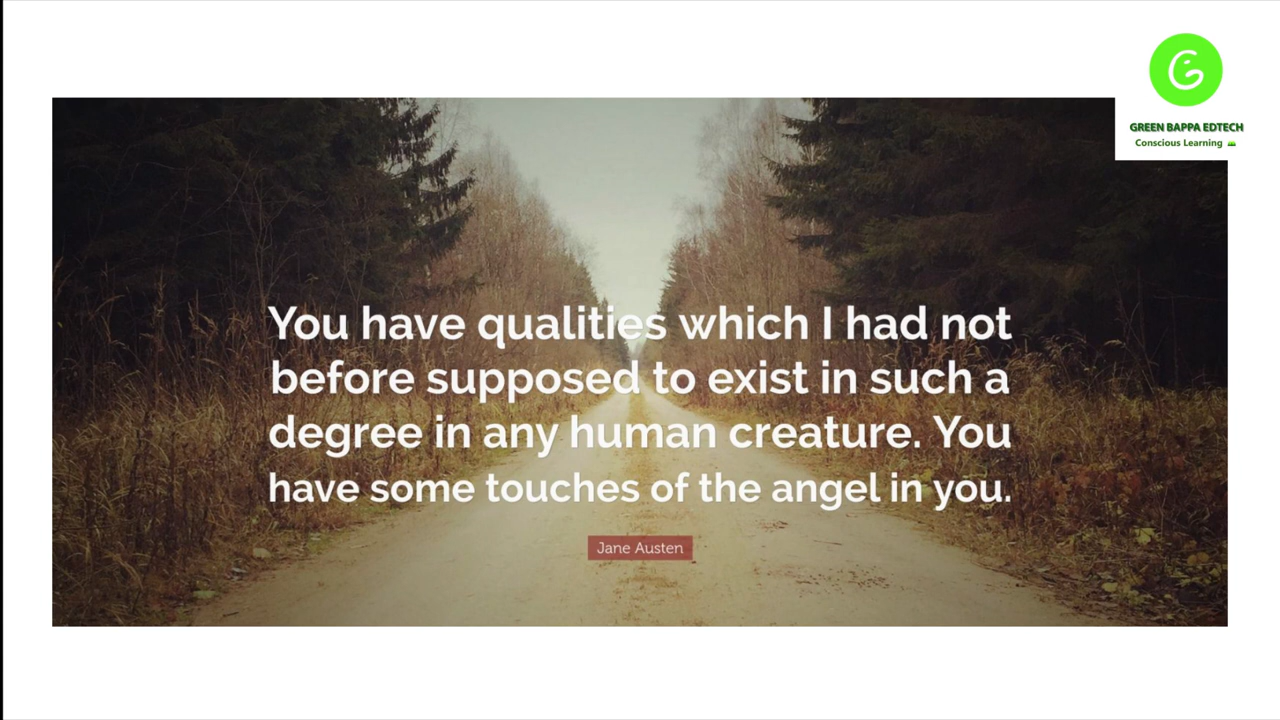 GREEN BAPPA EDTECH
Conscious Learning
You have qualities which I had not
before supposed to exist in such a
degree in any human creature. You
have some touches of the angel in you.
Jane Austen